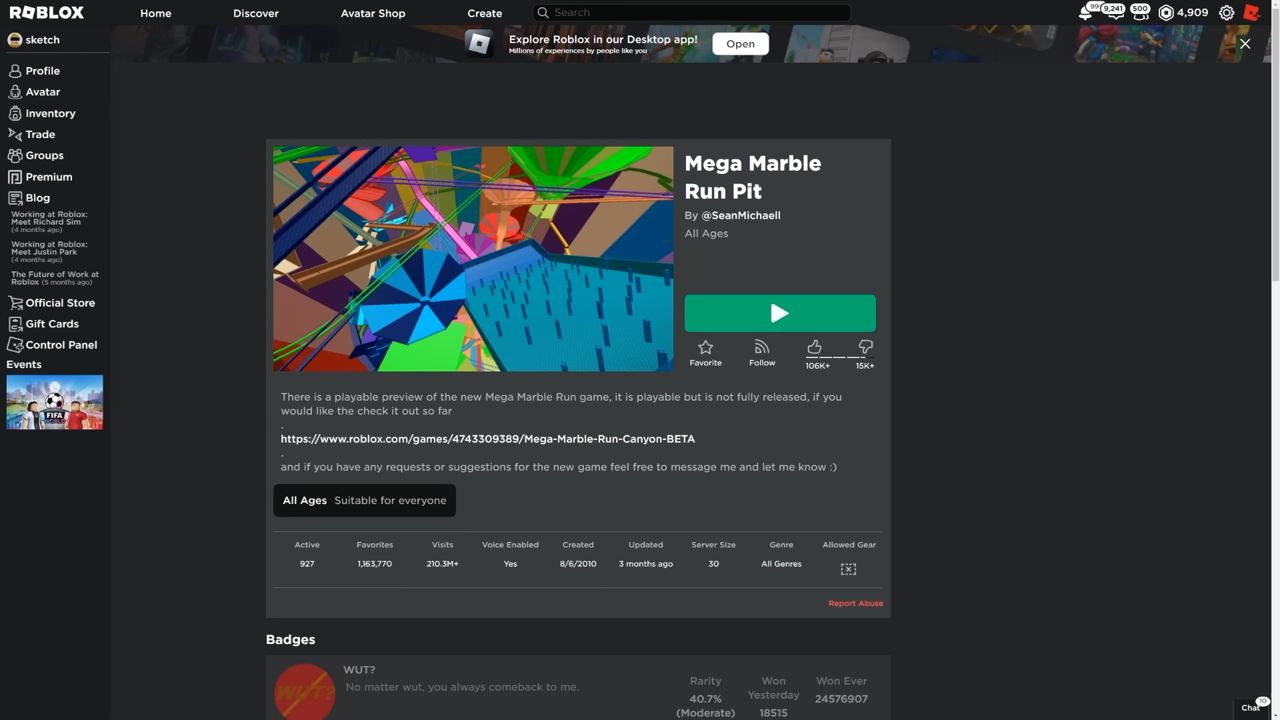 ROBLOX
Home
Discover
Avatar Shop
Create
Search
99+
9,241
500
4,909
sketch
Explore Roblox in our Desktop app!
Millions of experiences by people like you
Open
Profile
Avatar
Inventory
Trade
Groups
Premium
Blog
Working at Roblox:
Meet Richard Sim
(4 months ago)
Working at Roblox:
Meet Justin Park
(4 months ago)
The Future of Work at
Roblox (5 months ago)
Official Store
Gift Cards
Control Panel
Events
FIFA
Mega Marble
Run Pit
By @SeanMichaell
All Ages
Favorite
Follow
106K+
15K+
There is a playable preview of the new Mega Marble Run game, it is playable but is not fully released, if you
would like the check it out so far
.
https://www.roblox.com/games/4743309389/Mega-Marble-Run-Canyon-BETA
.
and if you have any requests or suggestions for the new game feel free to message me and let me know :)
All Ages Suitable for everyone
Active Favorites Visits Voice Enabled Created Updated Server Size Genre Allowed Gear
927 1,163,770 210.3M+ Yes 8/6/2010 3 months ago 30 All Genres
Report Abuse
Badges
WUT?
WUT?
No matter wut, you always comeback to me.
Rarity
40.7%
(Moderate)
Won
Yesterday
18515
Won Ever
24576907
Chat
10